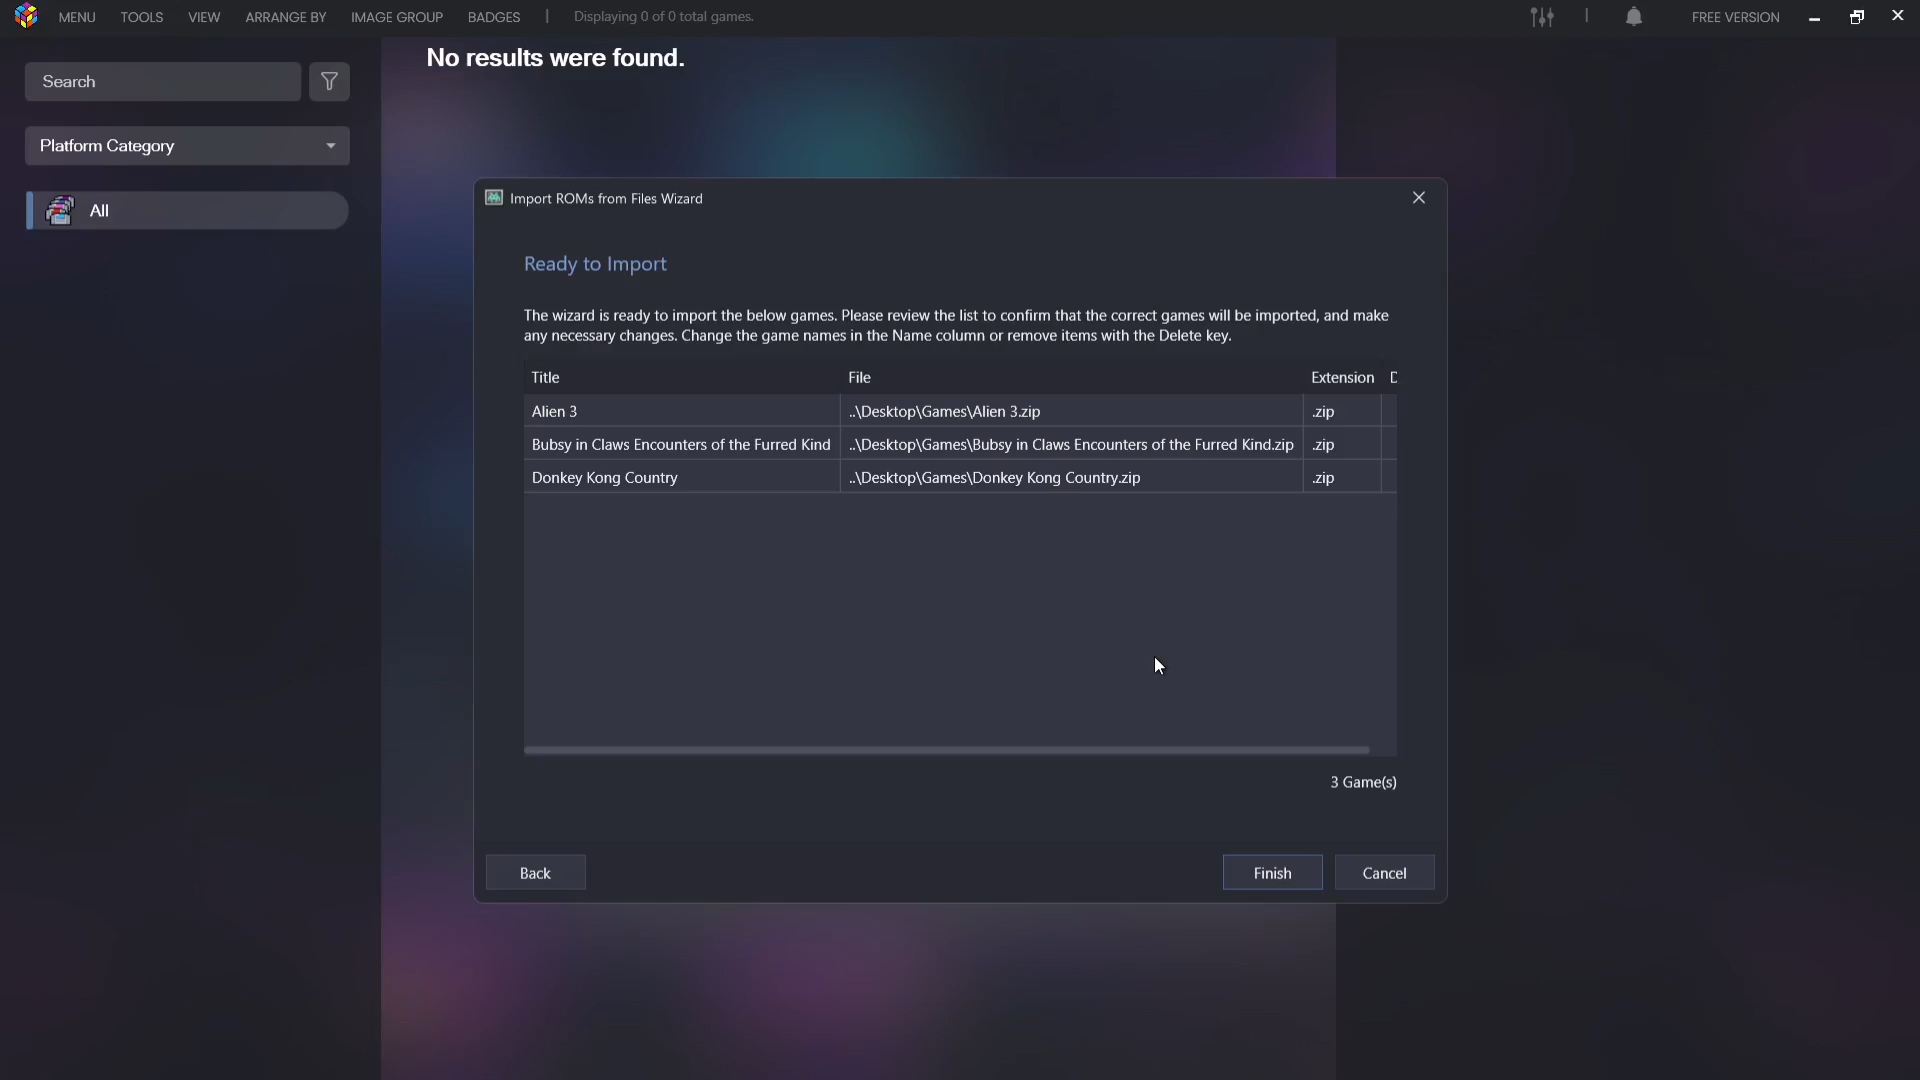 MENU TOOLS VIEW ARRANGE BY IMAGE GROUP BADGES | Displaying 0 of 0 total games. FREE VERSION
No results were found.
Search
Platform Category
All
Import ROMs from Files Wizard
Ready to Import
The wizard is ready to import the below games. Please review the list to confirm that the correct games will be imported, and make
any necessary changes. Change the game names in the Name column or remove items with the Delete key.
Title File Extension
Alien 3 ..\Desktop\Games\Alien 3.zip .zip
Bubsy in Claws Encounters of the Furred Kind ..\Desktop\Games\Bubsy in Claws Encounters of the Furred Kind.zip .zip
Donkey Kong Country ..\Desktop\Games\Donkey Kong Country.zip .zip
3 Game(s)
Back Finish Cancel